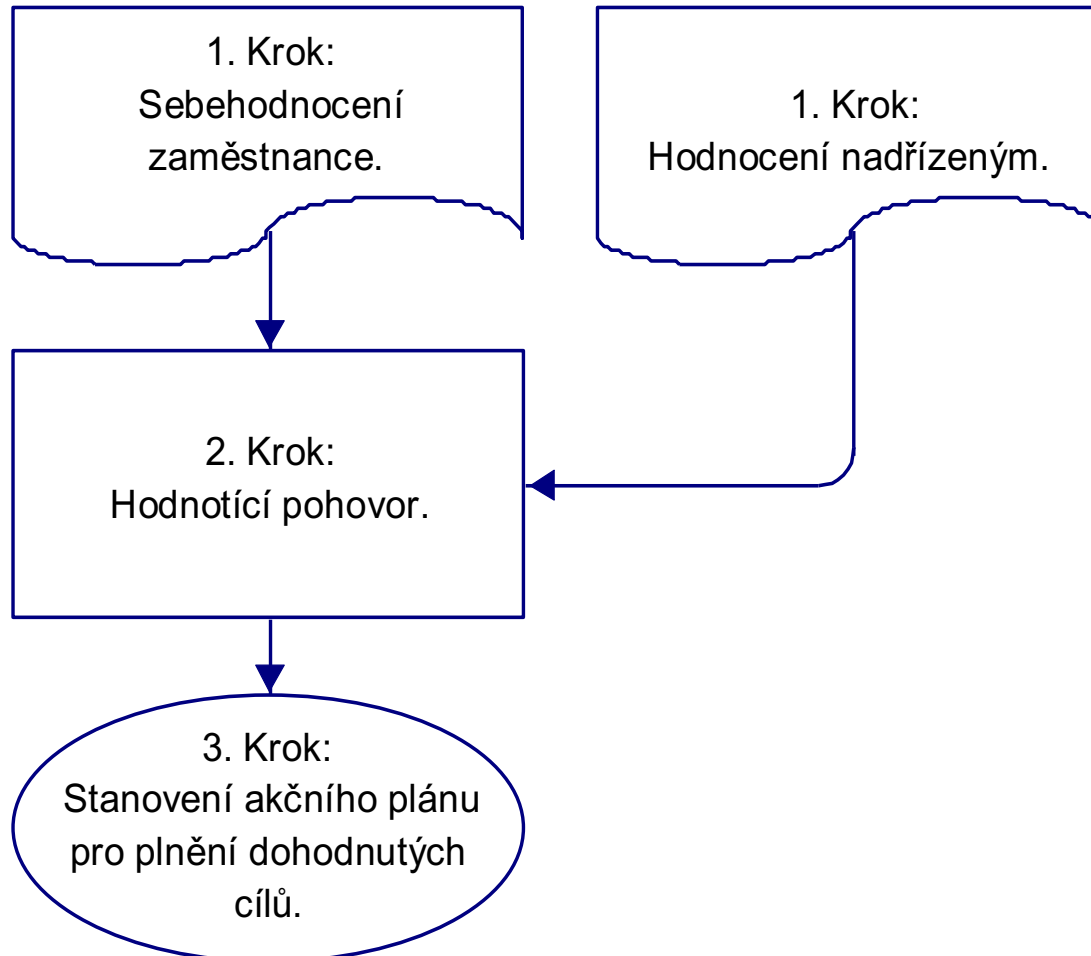 1. Krok:
Sebehodnocení
zaměstnance.
1. Krok:
Hodnocení nadřízeným.
2. Krok:
Hodnotící pohovor.
3. Krok:
Stanovení akčního plánu
pro plnění dohodnutých
cílů.